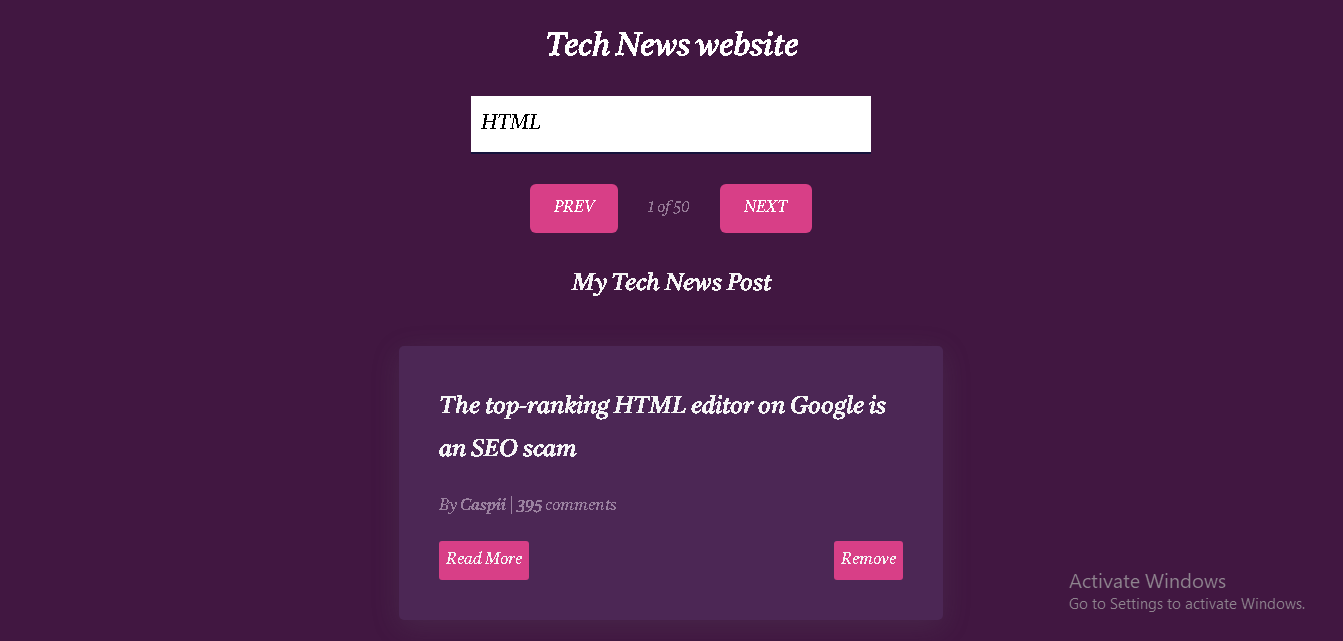 Tech News website
HTML
PREV
1 of 50
NEXT
My Tech News Post
The top-ranking HTML editor on Google is
an SEO scam
By Caspii | 395 comments
Read More
Remove
Activate Windows
Go to Settings to activate Windows.